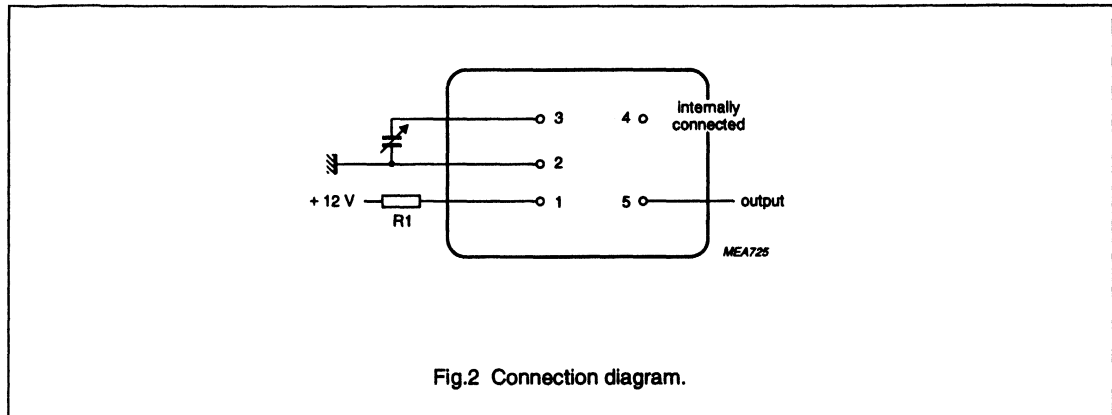 3
4
internally
connected
2
+ 12 V
R1
1
5
output
MEA725
Fig.2 Connection diagram.